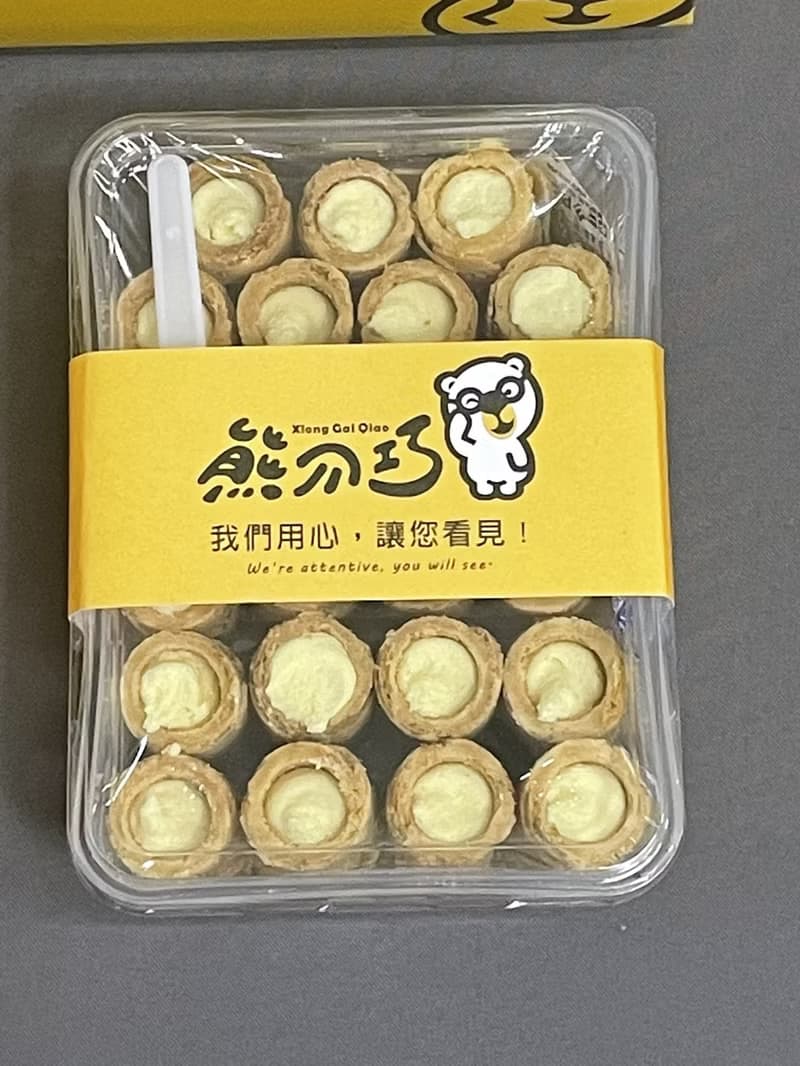 Xiong Gai Qiao
熊丐巧
我們用心，讓您看見！
We're attentive, you will see~